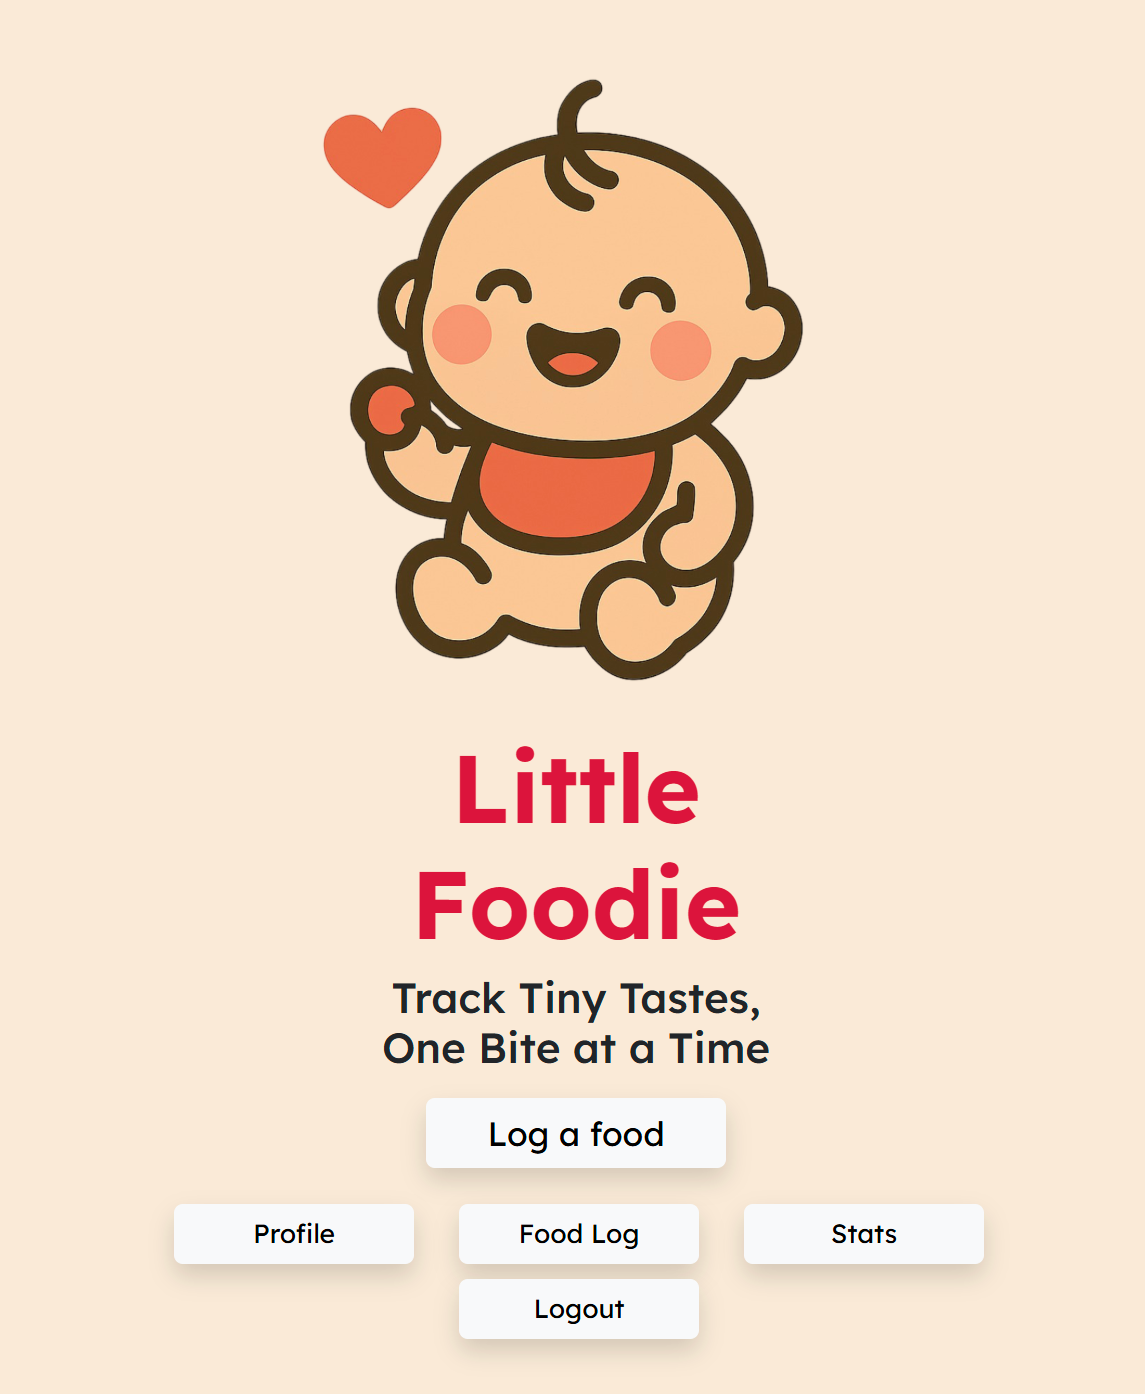 Little
Foodie
Track Tiny Tastes,
One Bite at a Time
Log a food
Profile
Food Log
Stats
Logout